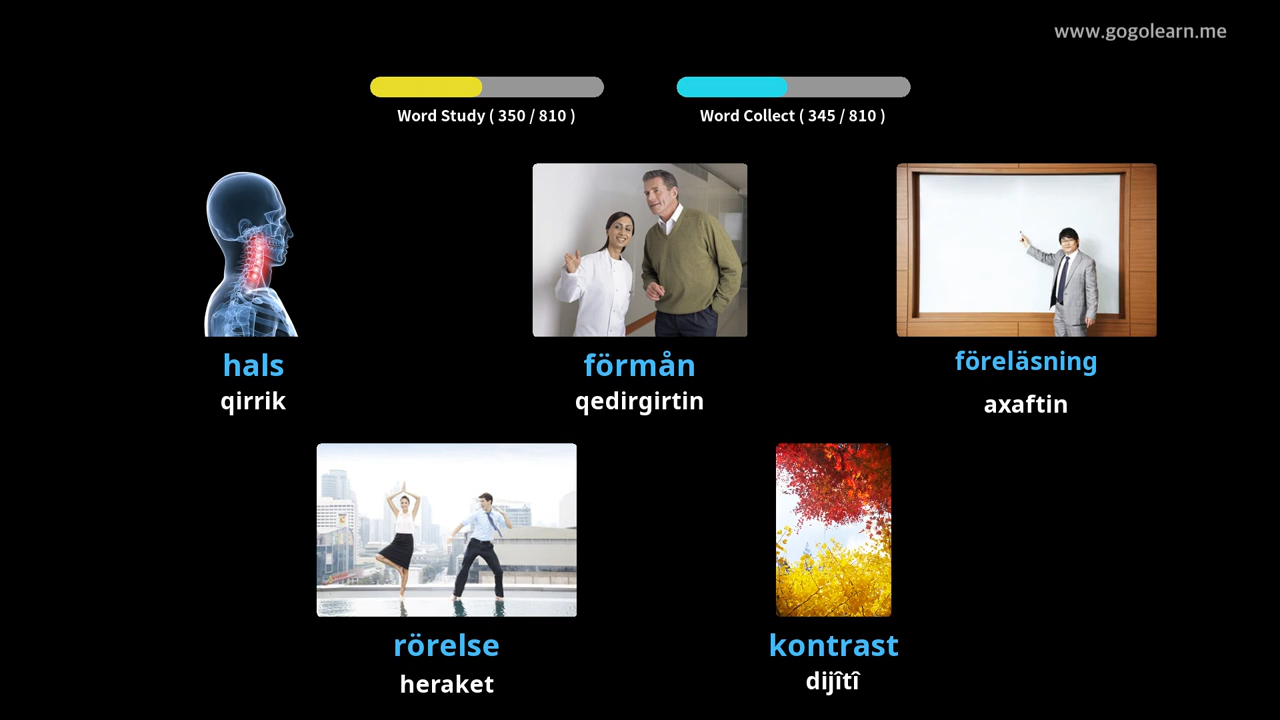 www.gogolearn.me
Word Study ( 350 / 810 )
Word Collect ( 345 / 810 )
hals
qirrik
förmån
qedirgirtin
föreläsning
axaftin
rörelse
heraket
kontrast
dijîtî